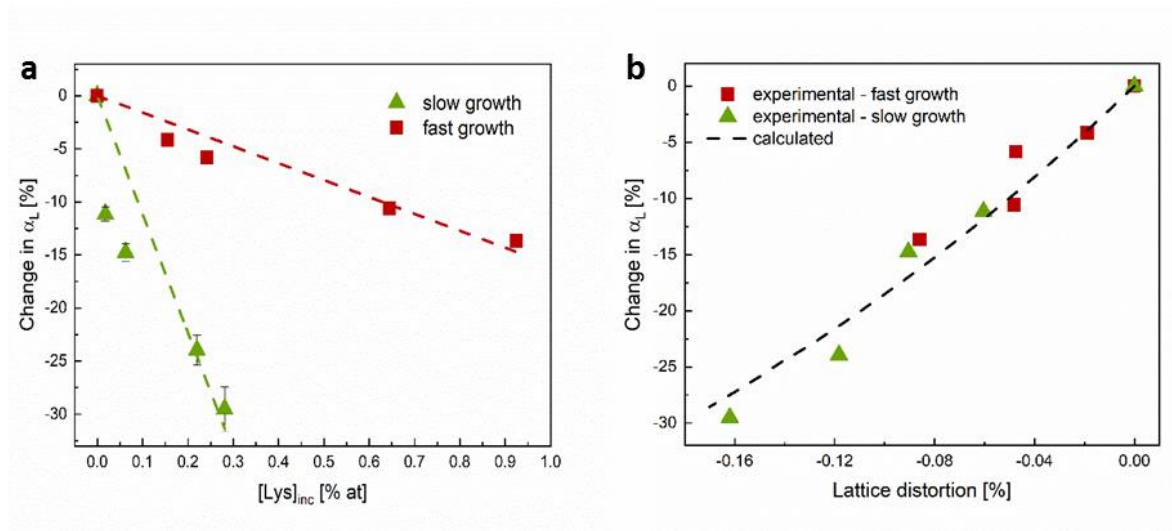 a
0
-5
-10
-15
-20
-25
-30
Change in αL [%]
0.0 0.1 0.2 0.3 0.4 0.5 0.6 0.7 0.8 0.9 1.0
[Lys]inc [% at]
slow growth
fast growth
b
0
-5
-10
-15
-20
-25
-30
Change in αL [%]
-0.16 -0.12 -0.08 -0.04 0.00
Lattice distortion [%]
experimental - fast growth
experimental - slow growth
calculated